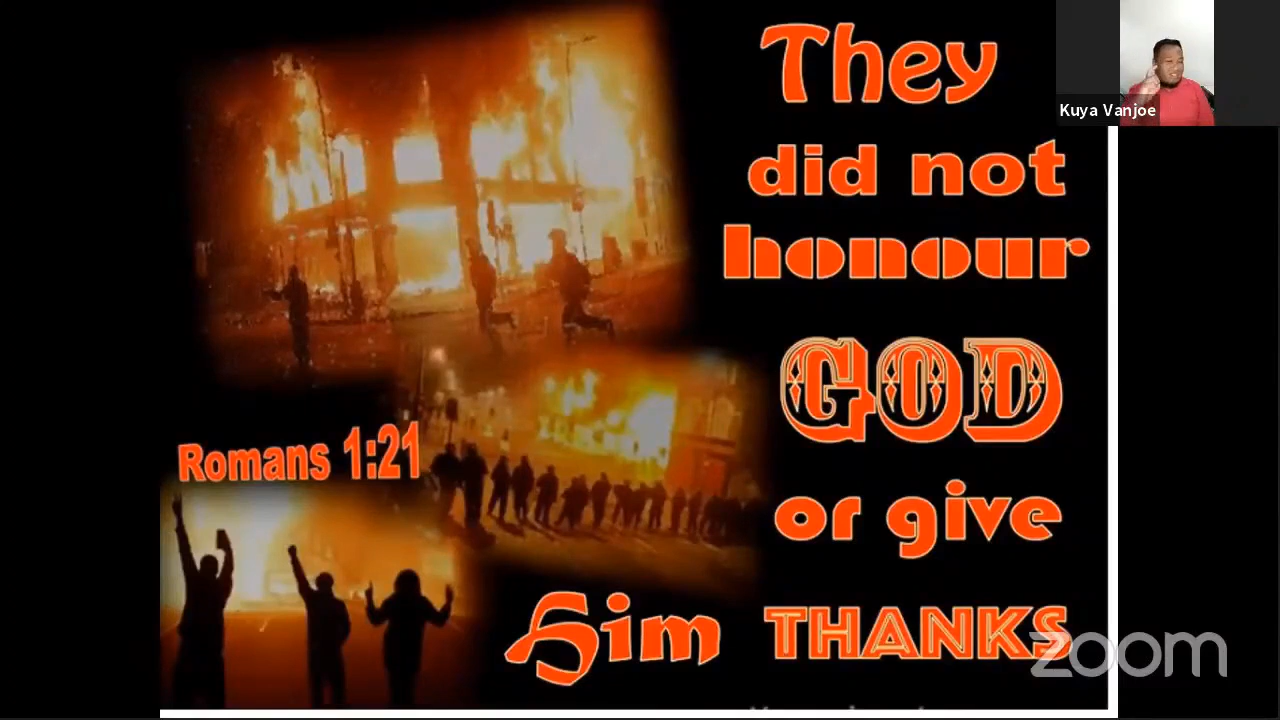 Kuya Vanjoe
They
did not
honour
GOD
or give
Him THANKS
Romans 1:21
zoom